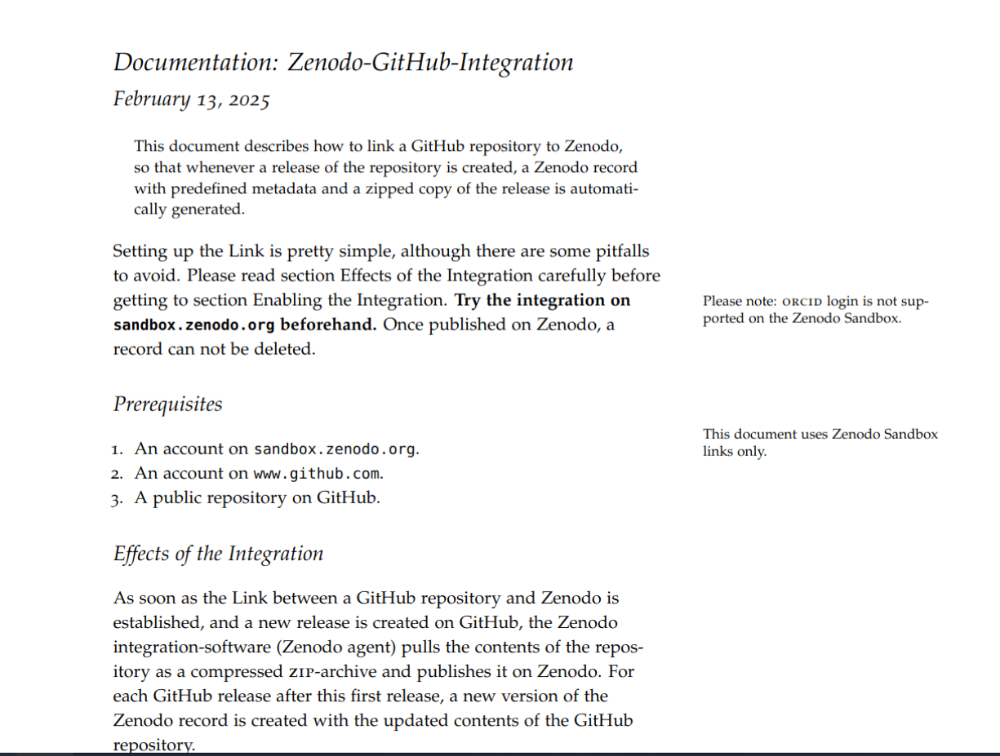 Documentation: Zenodo-GitHub-Integration
February 13, 2025
This document describes how to link a GitHub repository to Zenodo,
so that whenever a release of the repository is created, a Zenodo record
with predefined metadata and a zipped copy of the release is automati-
cally generated.
Setting up the Link is pretty simple, although there are some pitfalls
to avoid. Please read section Effects of the Integration carefully before
getting to section Enabling the Integration. Try the integration on
sandbox.zenodo.org beforehand. Once published on Zenodo, a
record can not be deleted.
Please note: ORCID login is not sup-
ported on the Zenodo Sandbox.
Prerequisites
1. An account on sandbox.zenodo.org.
2. An account on www.github.com.
3. A public repository on GitHub.
This document uses Zenodo Sandbox
links only.
Effects of the Integration
As soon as the Link between a GitHub repository and Zenodo is
established, and a new release is created on GitHub, the Zenodo
integration-software (Zenodo agent) pulls the contents of the repos-
itory as a compressed ZIP-archive and publishes it on Zenodo. For
each GitHub release after this first release, a new version of the
Zenodo record is created with the updated contents of the GitHub
repository.